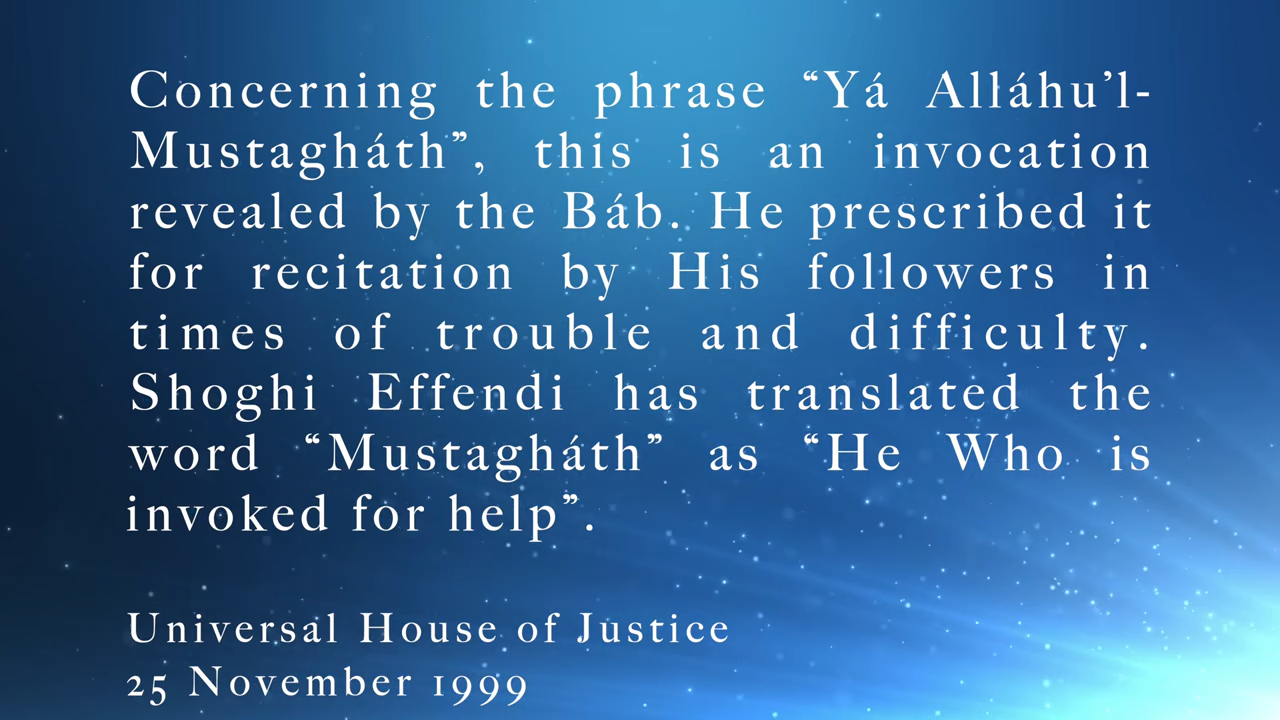 Concerning the phrase “Yá Alláhu’l-
Mustagháth”, this is an invocation
revealed by the Báb. He prescribed it
for recitation by His followers in
times of trouble and difficulty.
Shoghi Effendi has translated the
word “Mustagháth” as “He Who is
invoked for help”.
Universal House of Justice
25 November 1999